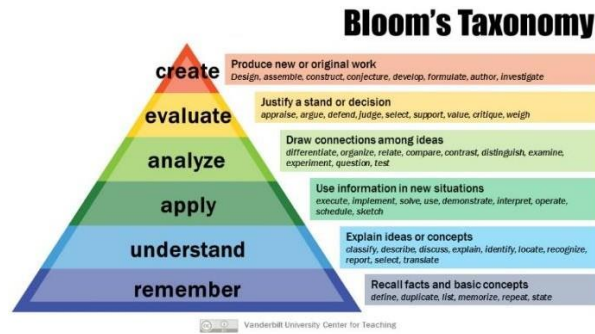 Bloom's Taxonomy
create
Produce new or original work
Design, assemble, construct, conjecture, develop, formulate, author, investigate
evaluate
Justify a stand or decision
appraise, argue, defend, judge, select, support, value, critique, weigh
analyze
Draw connections among ideas
differentiate, organize, relate, compare, contrast, distinguish, examine,
experiment, question, test
apply
Use information in new situations
execute, implement, solve, use, demonstrate, interpret, operate,
schedule, sketch
understand
Explain ideas or concepts
classify, describe, discuss, explain, identify, locate, recognize,
report, select, translate
remember
Recall facts and basic concepts
define, duplicate, list, memorize, repeat, state
Vanderbilt University Center for Teaching